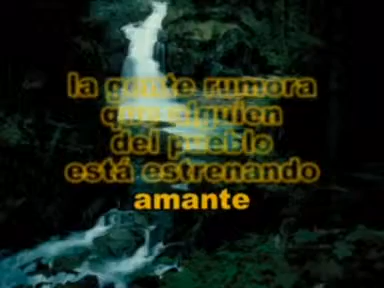 la gente rumora
que alguien
del pueblo
está estrenando
amante